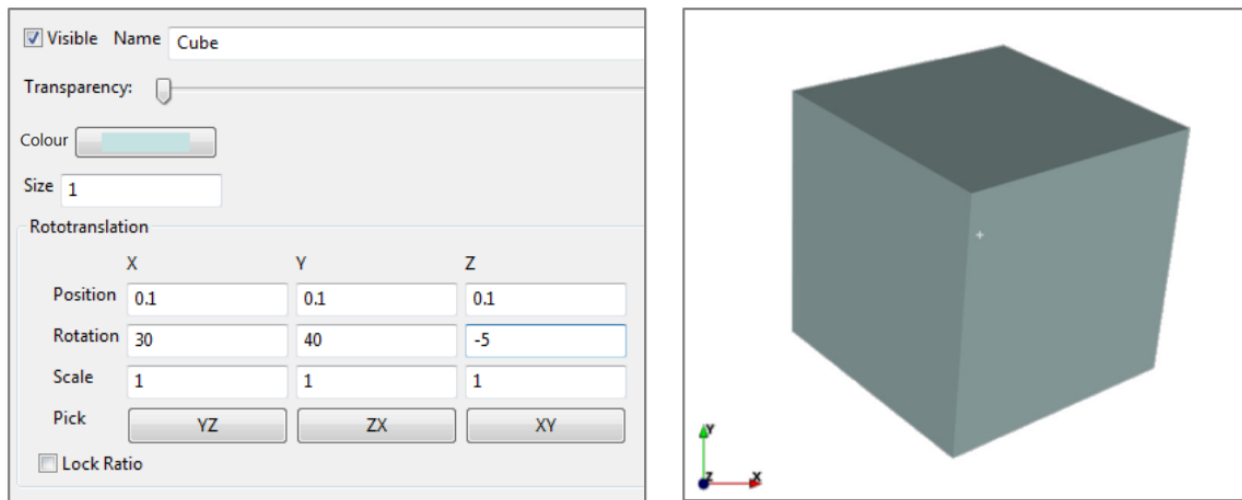 Visible Name Cube
Transparency:
Colour
Size 1
Rototranslation
X Y Z
Position 0.1 0.1 0.1
Rotation 30 40 -5
Scale 1 1 1
Pick YZ ZX XY
Lock Ratio
Y
Z X